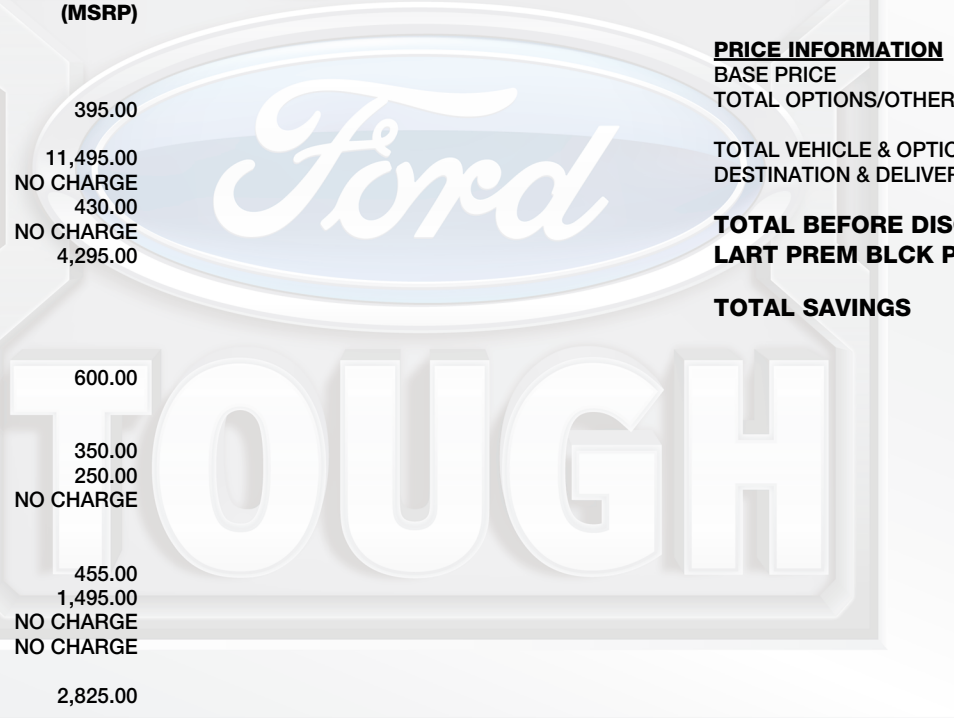 (MSRP)
395.00
11,495.00
NO CHARGE
430.00
NO CHARGE
4,295.00
600.00
350.00
250.00
NO CHARGE
455.00
1,495.00
NO CHARGE
NO CHARGE
2,825.00
PRICE INFORMATION
BASE PRICE
TOTAL OPTIONS/OTHER
TOTAL VEHICLE & OPTIO
DESTINATION & DELIVER
TOTAL BEFORE DIS
LART PREM BLCK P
TOTAL SAVINGS
Ford
TOUGH